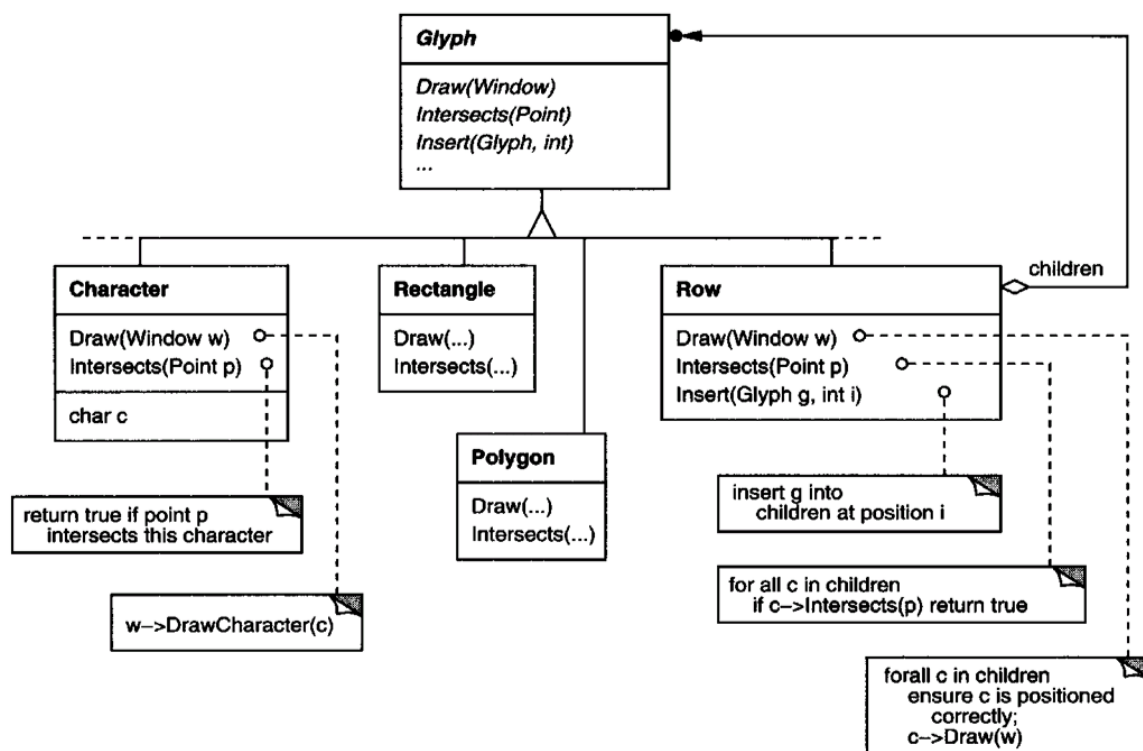 Glyph
Draw(Window)
Intersects(Point)
Insert(Glyph, int)
...
children
Character
Draw(Window w)
Intersects(Point p)
char c
Rectangle
Draw(...)
Intersects(...)
Row
Draw(Window w)
Intersects(Point p)
Insert(Glyph g, int i)
Polygon
Draw(...)
Intersects(...)
return true if point p
intersects this character
w->DrawCharacter(c)
insert g into
children at position i
for all c in children
if c->Intersects(p) return true
forall c in children
ensure c is positioned
correctly;
c->Draw(w)